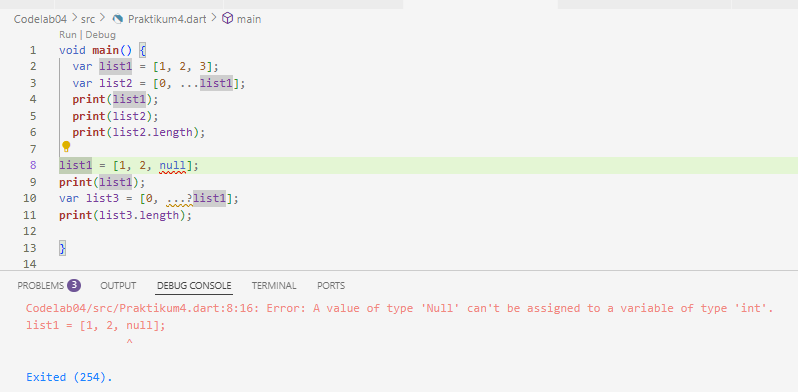 Codelab04 > src > Praktikum4.dart > main
Run | Debug
1 void main() {
2 var list1 = [1, 2, 3];
3 var list2 = [0, ...list1];
4 print(list1);
5 print(list2);
6 print(list2.length);
7
8 list1 = [1, 2, null];
9 print(list1);
10 var list3 = [0, ...?list1];
11 print(list3.length);
12
13 }
14
PROBLEMS 3 OUTPUT DEBUG CONSOLE TERMINAL PORTS
Codelab04/src/Praktikum4.dart:8:16: Error: A value of type 'Null' can't be assigned to a variable of type 'int'.
list1 = [1, 2, null];
^
Exited (254).